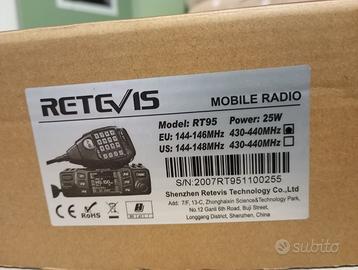 RETEVIS
MOBILE RADIO
Model: RT95 Power: 25W
EU: 144-146MHz 430-440MHz
US: 144-148MHz 430-440MHz
S/N:2007RT951100255
Shenzhen Retevis Technology Co.,Ltd
Add: 7/F, 13-C, Zhonghaixin Science&Technology Park,
No.12 Ganli 6th Road, Buji Street,
Longgang District, Shenzhen, China
CE
RoHS
subito